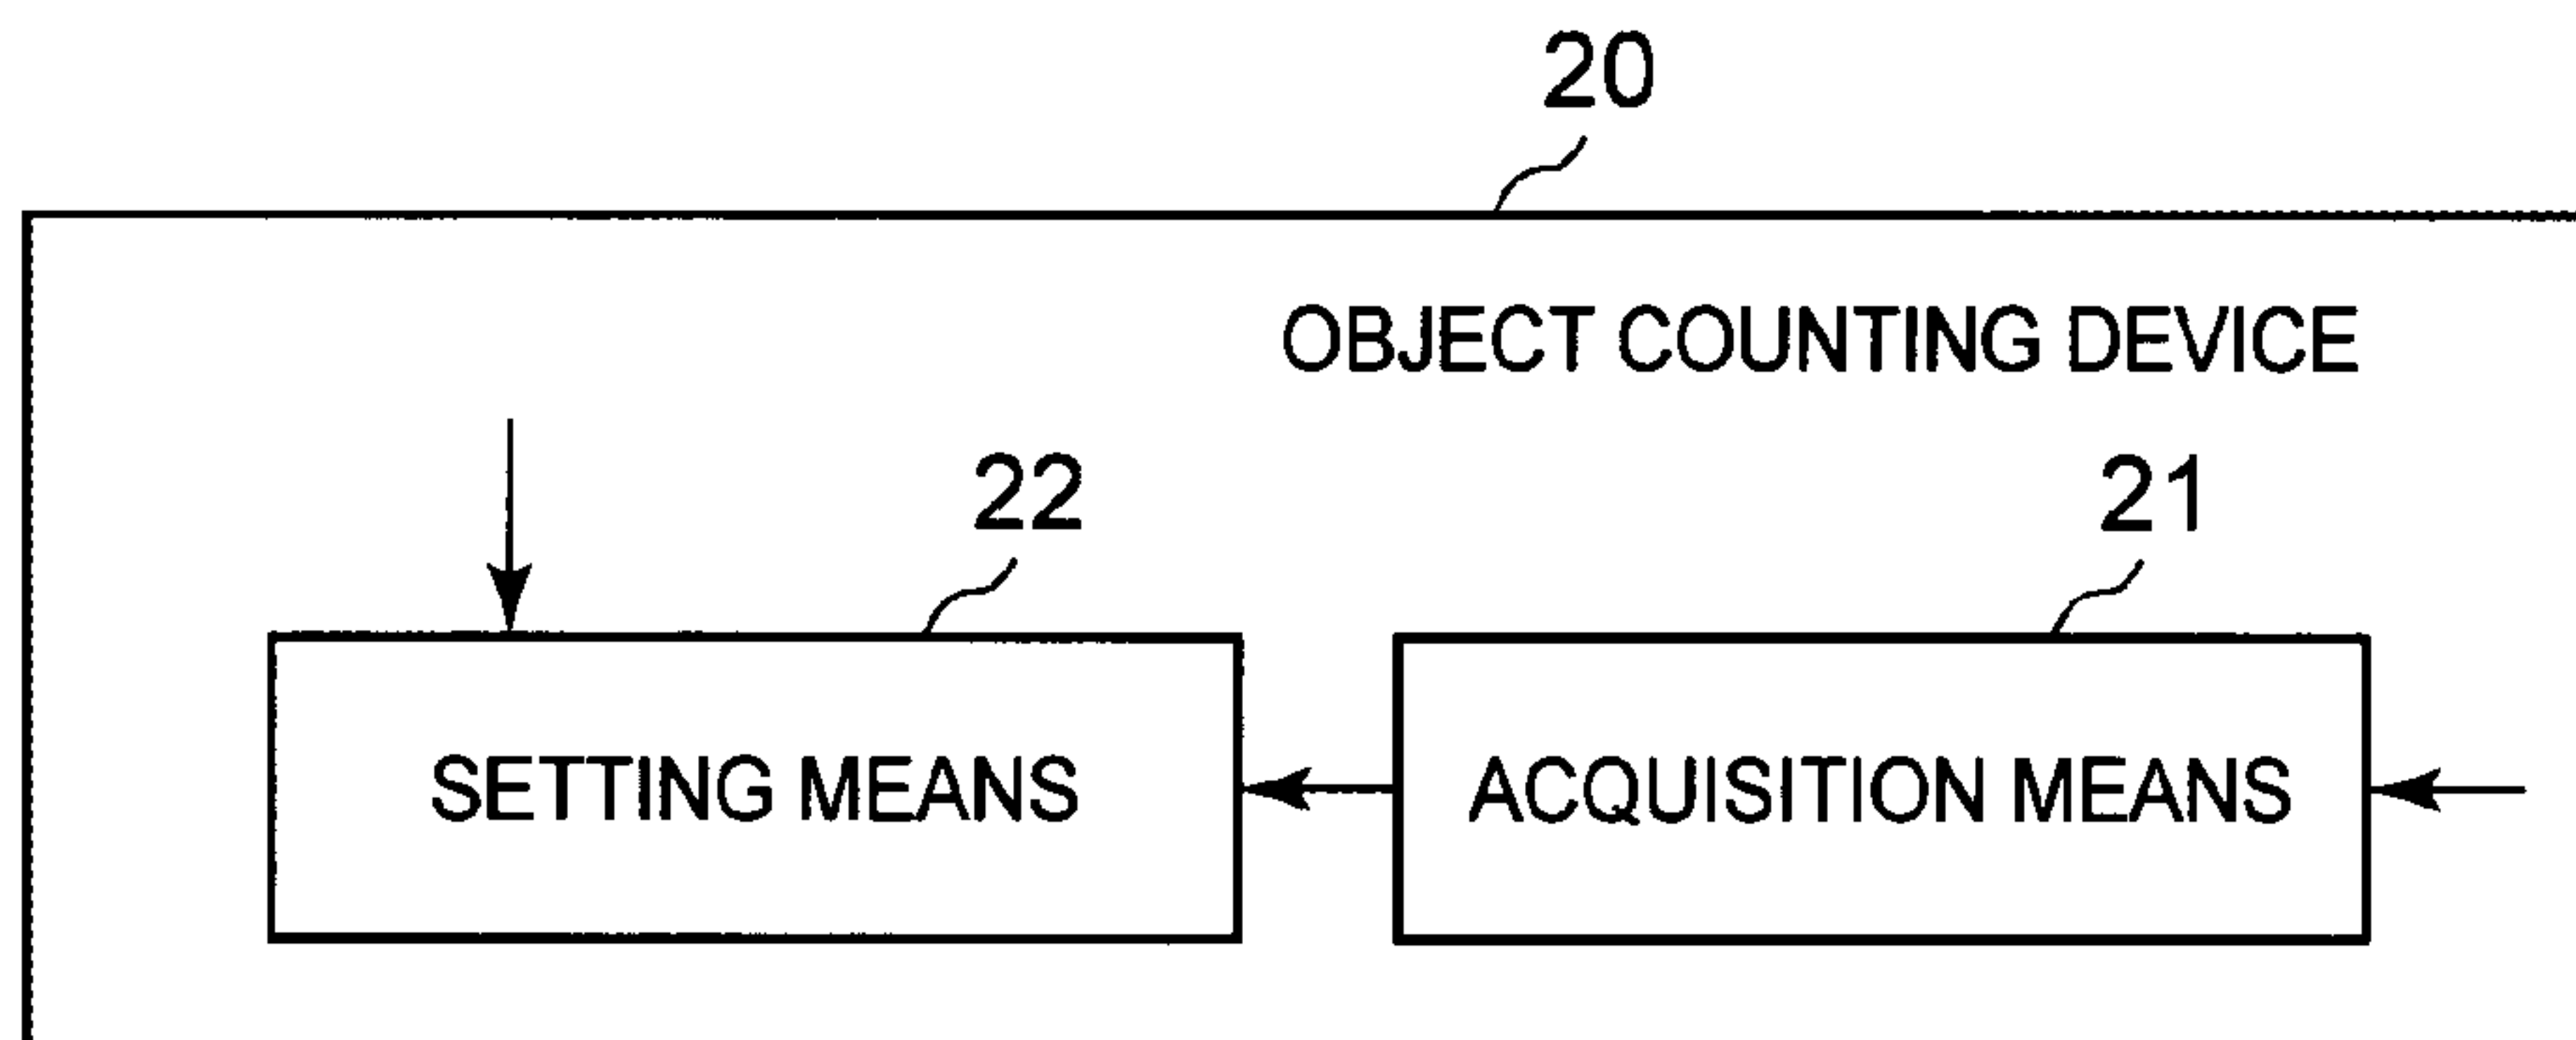 20
OBJECT COUNTING DEVICE
22
21
SETTING MEANS
ACQUISITION MEANS